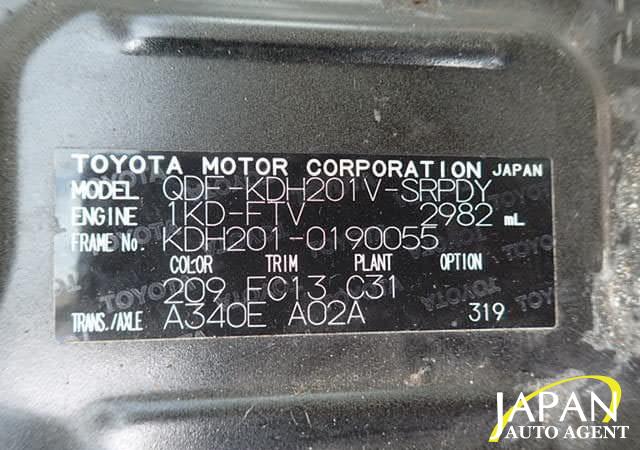 TOYOTA MOTOR CORPORATION JAPAN
MODEL QDF-KDH201V-SRPDY
ENGINE 1KD-FTV 2982 mL
FRAME No. KDH201-0190055
COLOR TRIM PLANT OPTION
209 FC13 C31
TRANS./AXLE A340E A02A 319
JAPAN
AUTO AGENT